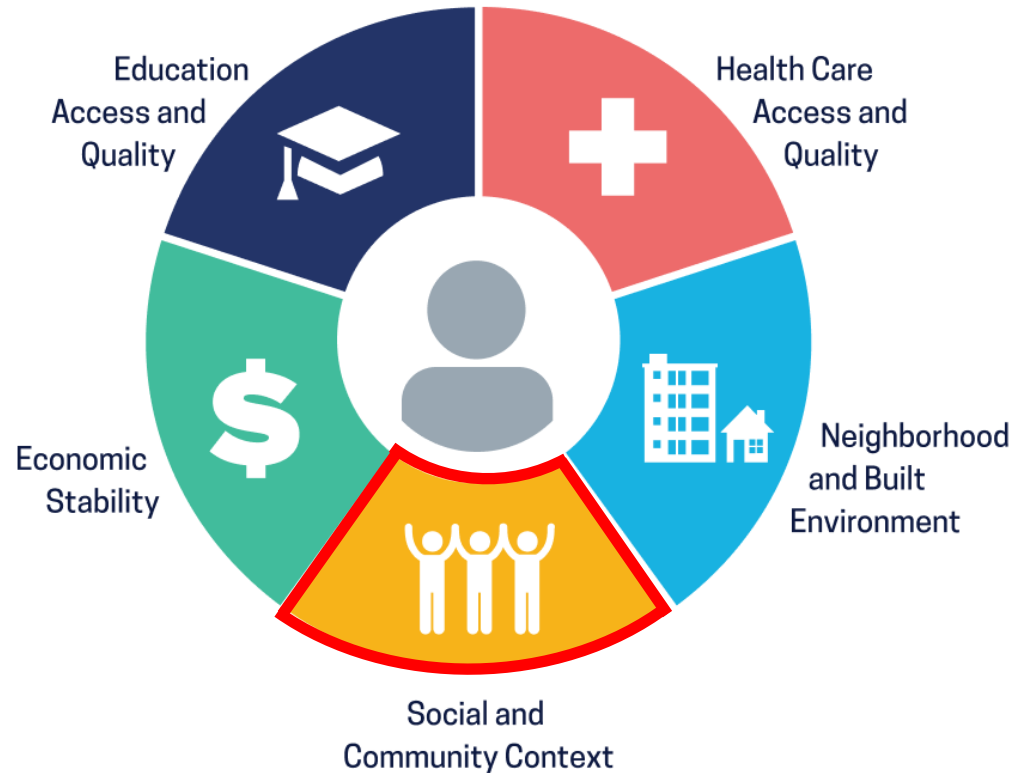 Education
Access and
Quality
Health Care
Access and
Quality
Economic
Stability
Neighborhood
and Built
Environment
Social and
Community Context